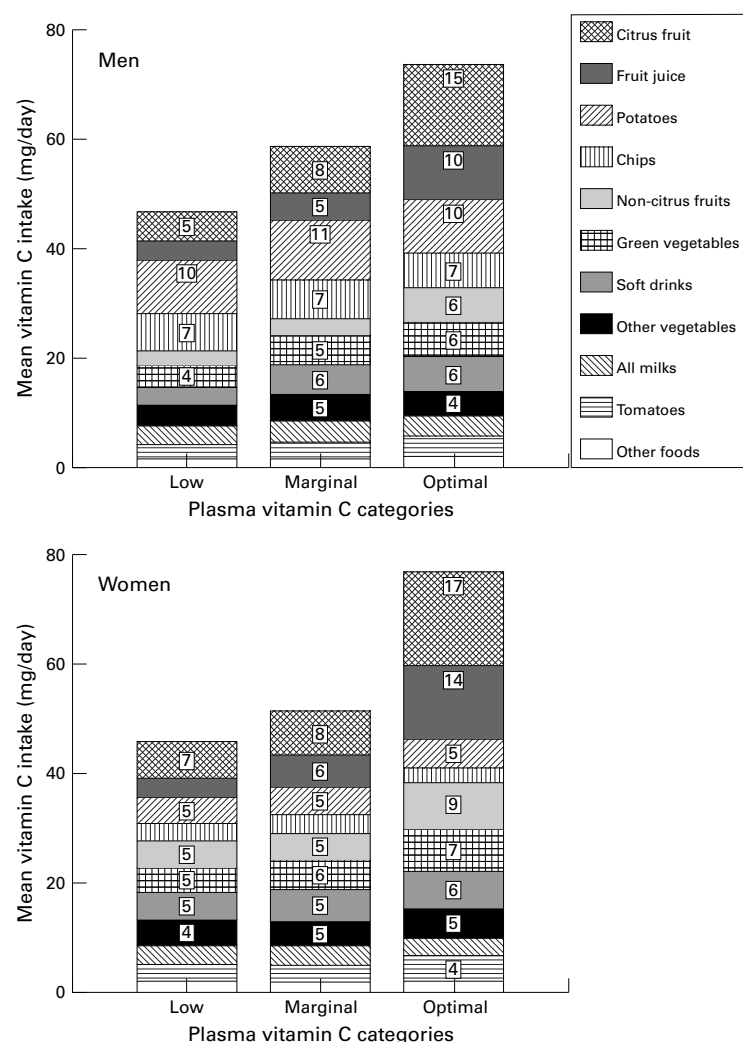 80
60
40
20
0
Mean vitamin C intake (mg/day)
Men
5
10
7
4
8
5
11
7
5
6
5
15
10
10
7
6
6
6
4
Low Marginal Optimal
Plasma vitamin C categories
Citrus fruit
Fruit juice
Potatoes
Chips
Non-citrus fruits
Green vegetables
Soft drinks
Other vegetables
All milks
Tomatoes
Other foods
80
60
40
20
0
Mean vitamin C intake (mg/day)
Women
7
5
5
5
5
4
8
6
5
5
6
5
5
17
14
5
9
7
6
5
4
Low Marginal Optimal
Plasma vitamin C categories